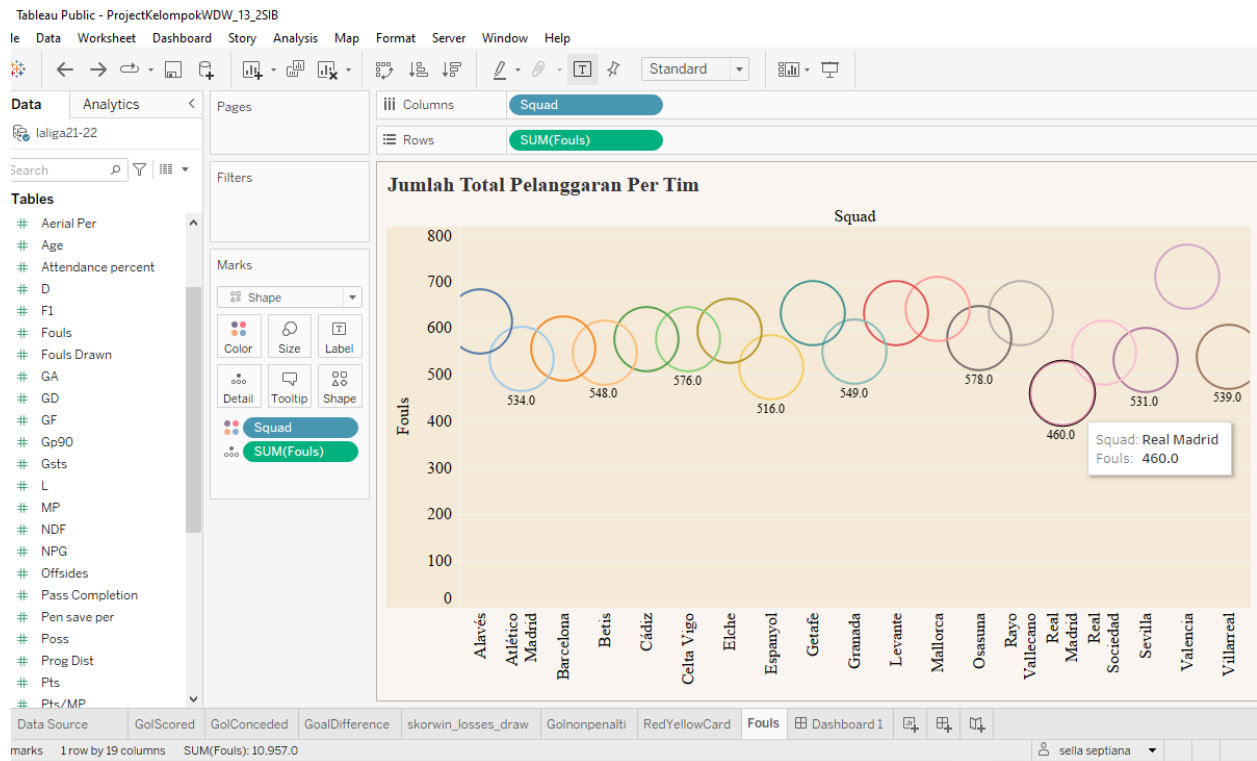 Tableau Public - ProjectKelompokWDW_13_2SIB
le Data Worksheet Dashboard Story Analysis Map Format Server Window Help
Standard
Data Analytics
laliga21-22
Search
Tables
Aerial Per
Age
Attendance percent
D
F1
Fouls
Fouls Drawn
GA
GD
GF
Gp90
Gsts
L
MP
NDF
NPG
Offsides
Pass Completion
Pen save per
Poss
Prog Dist
Pts
Pts/MP
Pages
Filters
Marks
Shape
Color Size Label
Detail Tooltip Shape
Squad
SUM(Fouls)
Columns Squad
Rows SUM(Fouls)
Jumlah Total Pelanggaran Per Tim
Squad
Fouls
800
700
600
500
400
300
200
100
0
534.0
548.0
576.0
516.0
549.0
578.0
460.0
531.0
539.0
Squad: Real Madrid
Fouls: 460.0
Alavés
Atlético Madrid
Barcelona
Betis
Cádiz
Celta Vigo
Elche
Espanyol
Getafe
Granada
Levante
Mallorca
Osasuna
Rayo Vallecano
Real Madrid
Real Sociedad
Sevilla
Valencia
Villarreal
Data Source GolScored GolConceded GoalDifference skorwin_losses_draw Golnonpenalti RedYellowCard Fouls Dashboard 1
marks 1 row by 19 columns SUM(Fouls): 10,957.0 sella septiana